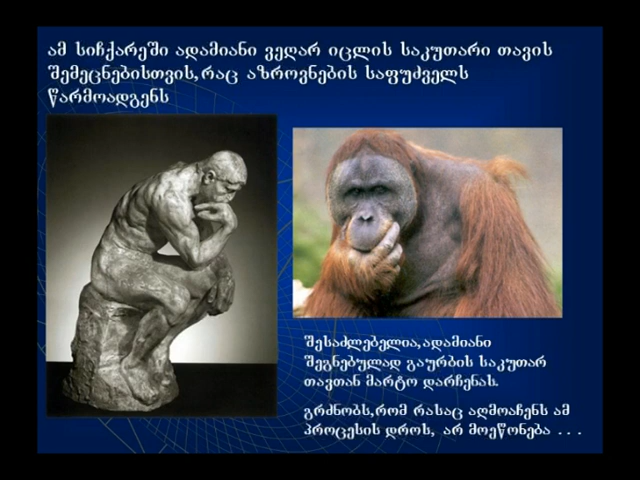 ამ სიჩქარეში ადამიანი ვეღარ იცლის საკუთარი თავის
შემეცნებისთვის, რაც აზროვნების საფუძველს
წარმოადგენს
შესაძლებელია, ადამიანი
შეგნებულად გაურბის საკუთარ
თავთან მარტო დარჩენას.
გრძნობს, რომ რასაც აღმოაჩენს ამ
პროცესის დროს, არ მოეწონება . . .